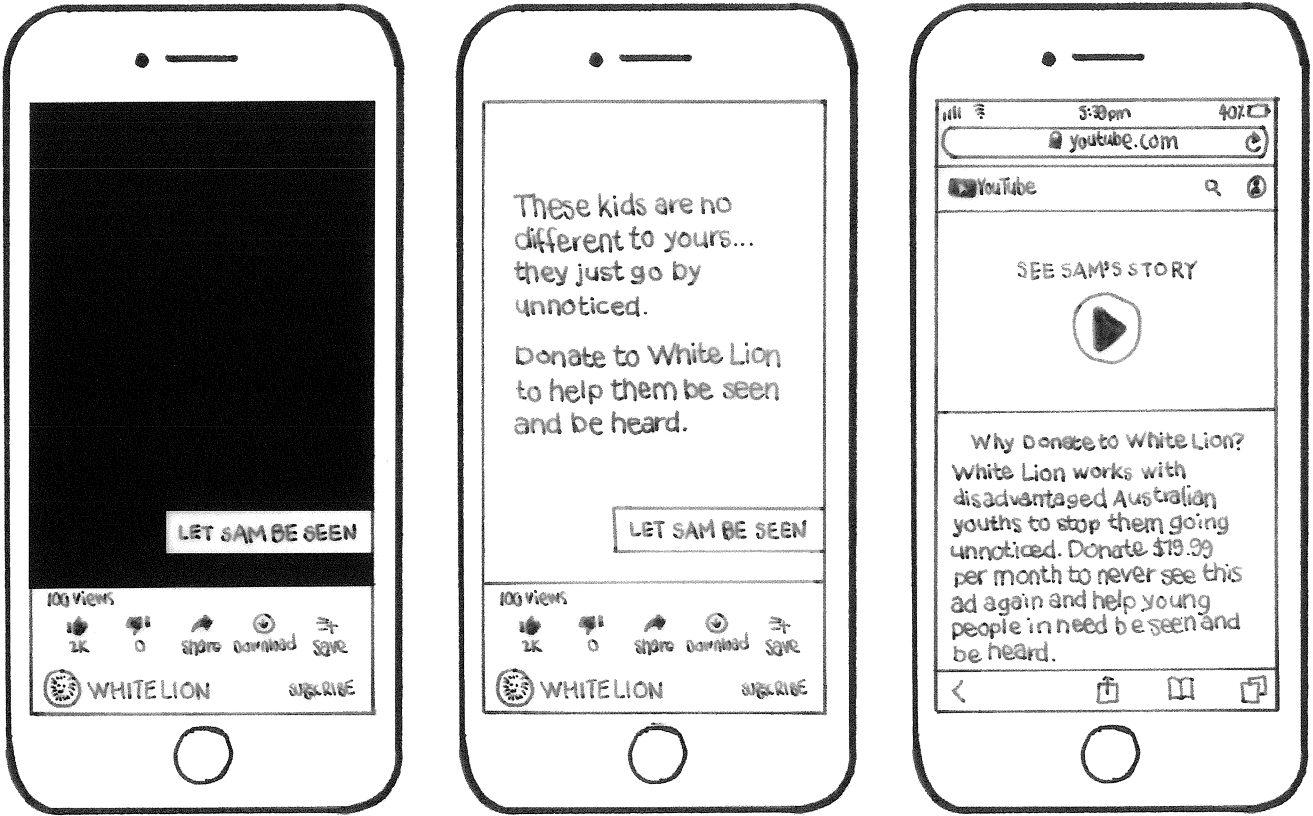 LET SAM BE SEEN
100 Views
2K
0
Share
Download
Save
WHITE LION
SUBSCRIBE
These kids are no
different to yours...
they just go by
unnoticed.
Donate to White Lion
to help them be seen
and be heard.
LET SAM BE SEEN
100 Views
2K
0
Share
Download
Save
WHITE LION
SUBSCRIBE
5:30pm
40%
youtube.com
YouTube
SEE SAM'S STORY
Why Donate to White Lion?
White Lion works with
disadvantaged Australian
youths to stop them going
unnoticed. Donate $19.99
per month to never see this
ad again and help young
people in need be seen and
be heard.